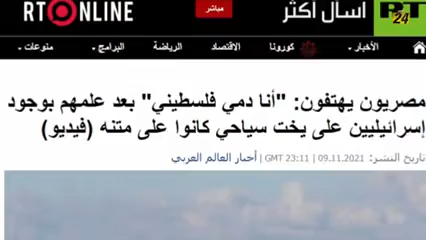 RT ONLINE
مباشر
اسأل أكثر
RT
24
الأخبار
كورونا
الاقتصاد
الرياضة
البرامج
منوعات
مصريون يهتفون: "أنا دمي فلسطيني" بعد علمهم بوجود
إسرائيليين على يخت سياحي كانوا على متنه (فيديو)
تاريخ النشر: 09.11.2021 | 23:11 GMT | أخبار العالم العربي